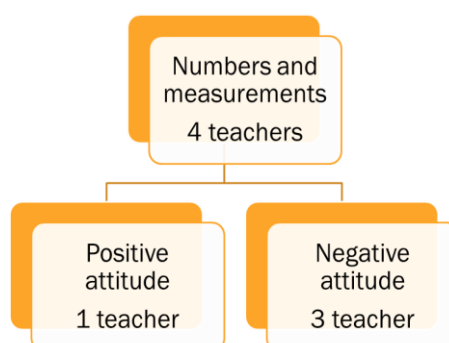 Numbers and
measurements
4 teachers
Positive
attitude
1 teacher
Negative
attitude
3 teacher